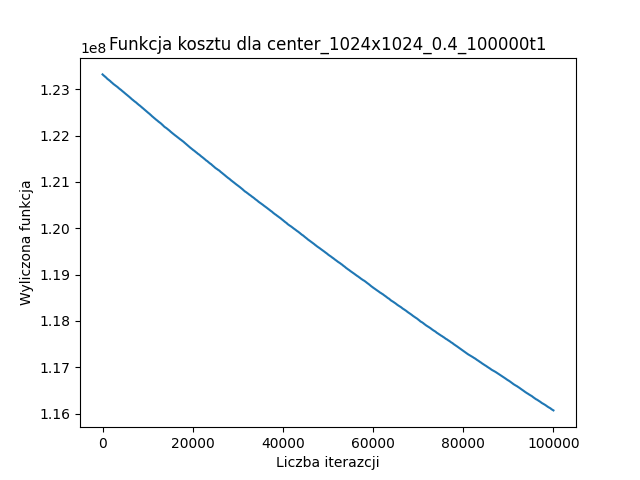 1e8
Funkcja kosztu dla center_1024x1024_0.4_100000t1
1.23
1.22
1.21
1.20
1.19
1.18
1.17
1.16
Wyliczona funkcja
0 20000 40000 60000 80000 100000
Liczba iterazcji